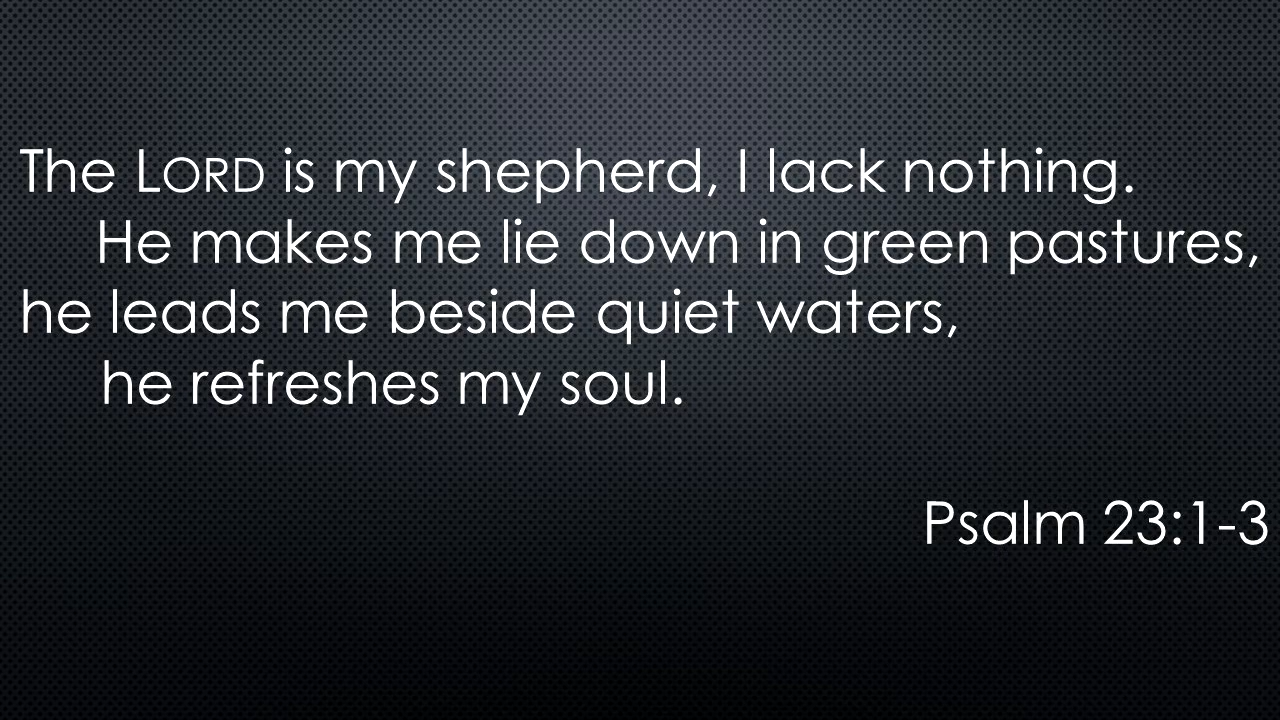 The LORD is my shepherd, I lack nothing.
He makes me lie down in green pastures,
he leads me beside quiet waters,
he refreshes my soul.
Psalm 23:1-3